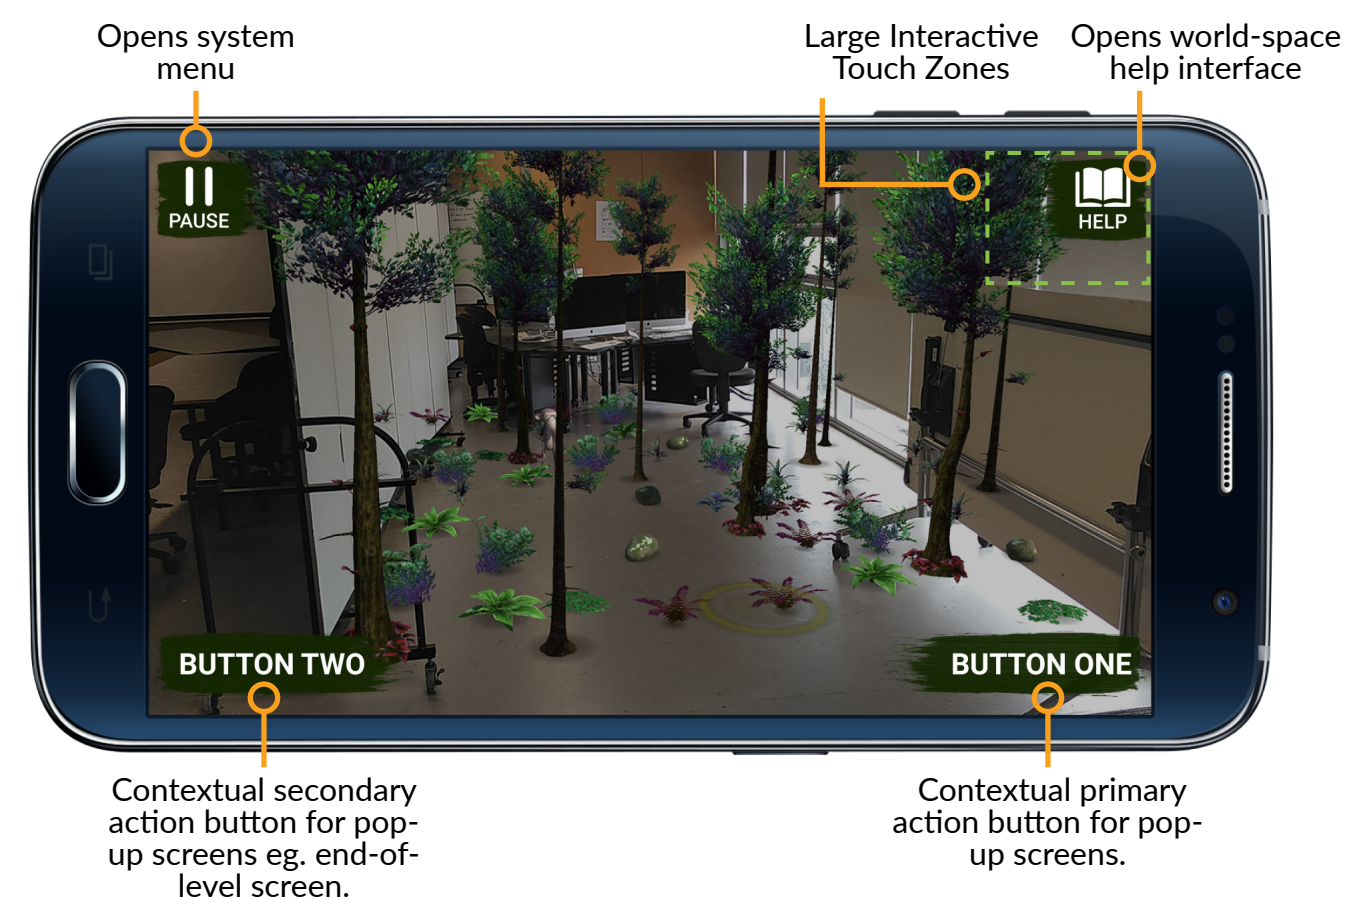 Opens system
menu
Large Interactive
Touch Zones
Opens world-space
help interface
PAUSE
HELP
BUTTON TWO
BUTTON ONE
Contextual secondary
action button for pop-
up screens eg. end-of-
level screen.
Contextual primary
action button for pop-
up screens.